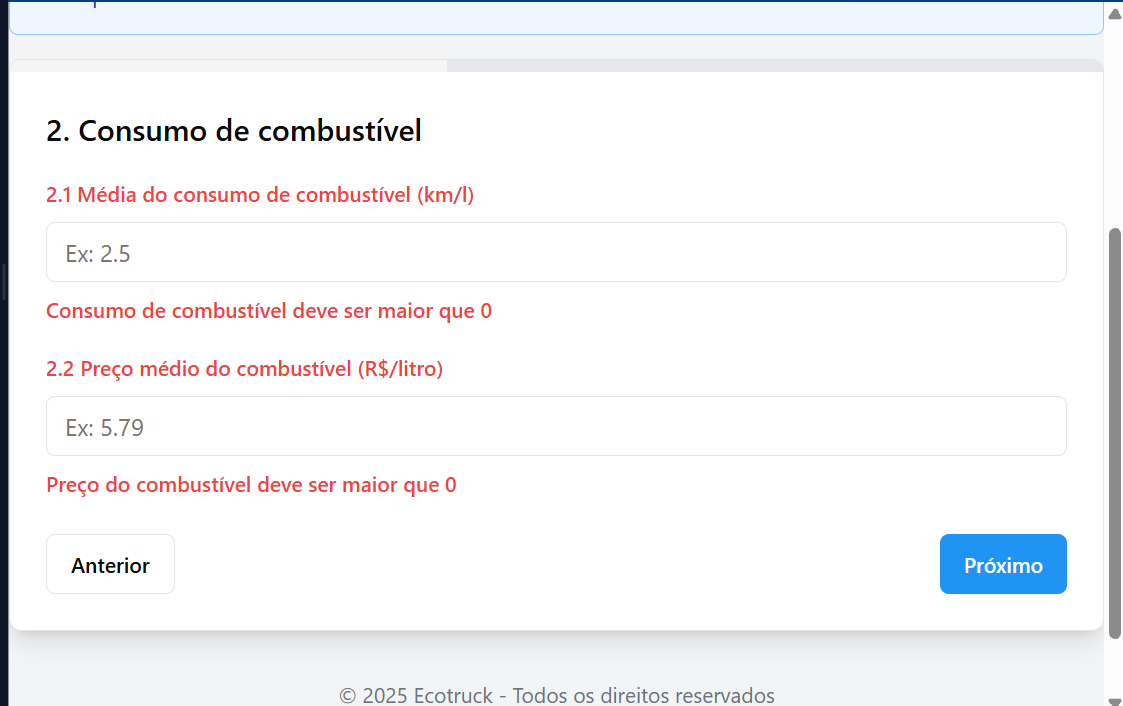 2. Consumo de combustível
2.1 Média do consumo de combustível (km/l)
Ex: 2.5
Consumo de combustível deve ser maior que 0
2.2 Preço médio do combustível (R$/litro)
Ex: 5.79
Preço do combustível deve ser maior que 0
Anterior
Próximo
© 2025 Ecotruck - Todos os direitos reservados